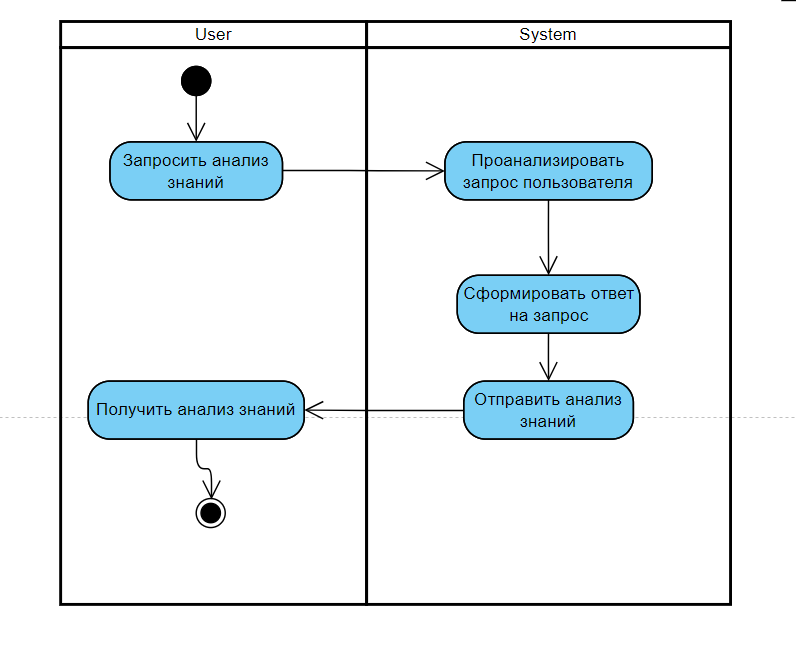 User
System
Запросить анализ
знаний
Проанализировать
запрос пользователя
Сформировать ответ
на запрос
Получить анализ знаний
Отправить анализ
знаний